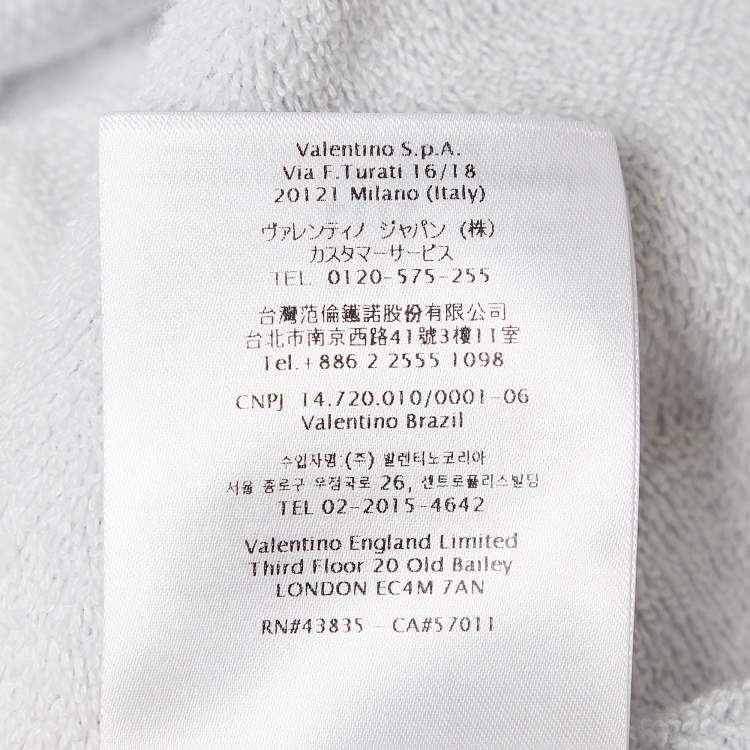 Valentino S.p.A.
Via F.Turati 16/18
20121 Milano (Italy)
ヴァレンティノ ジャパン (株)
カスタマーサービス
TEL 0120-575-255
台灣范倫鐵諾股份有限公司
台北市南京西路41號3樓11室
Tel.+886 2 2555 1098
CNPJ 14.720.010/0001-06
Valentino Brazil
수입자명:(주) 발렌티노코리아
서울 종로구 우정국로 26, 센트로폴리스빌딩
TEL 02-2015-4642
Valentino England Limited
Third Floor 20 Old Bailey
LONDON EC4M 7AN
RN#43835 - CA#57011